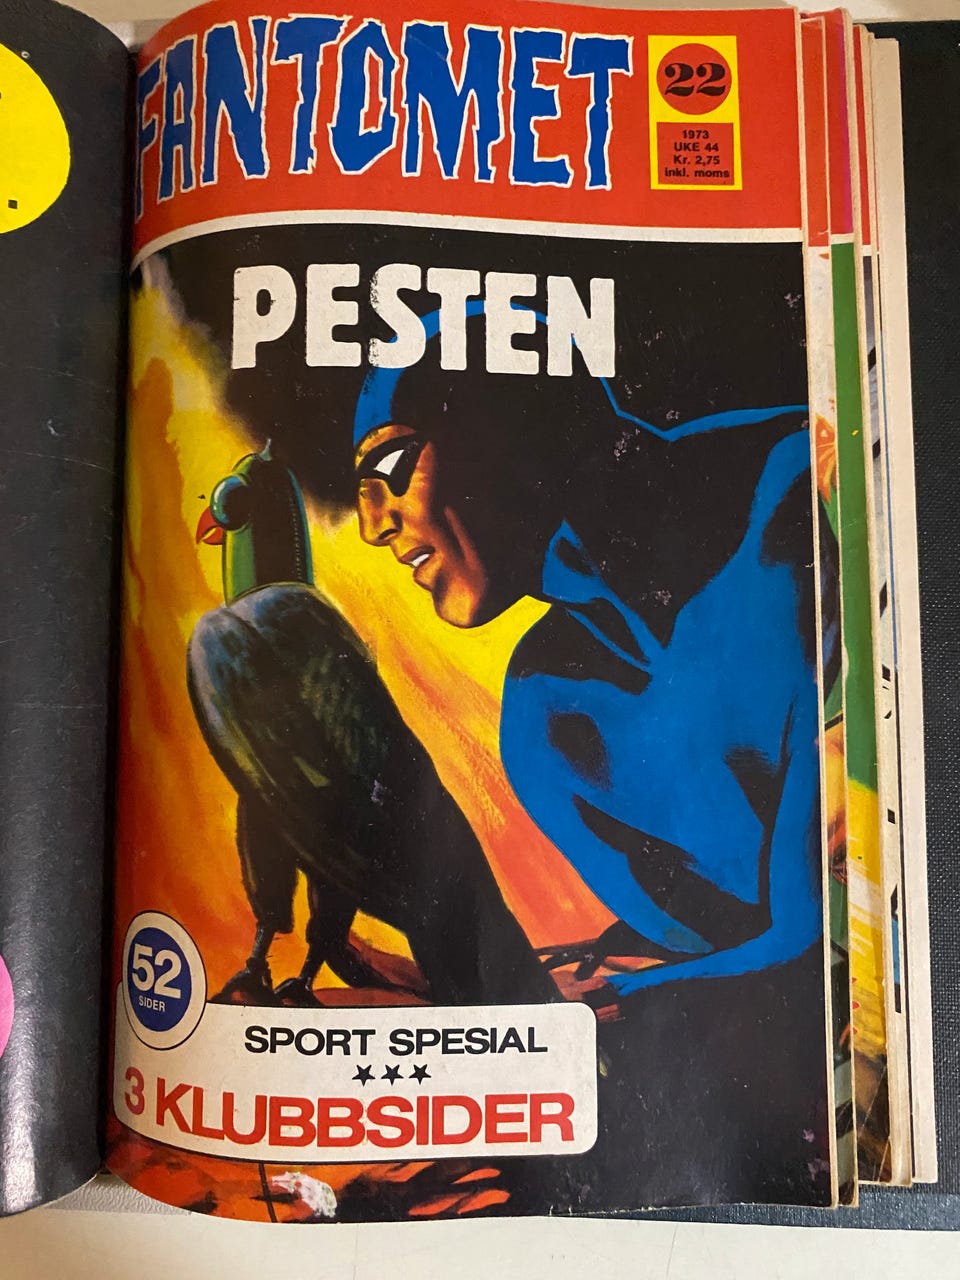 FANTOMET
22
1973
UKE 44
Kr. 2,75
inkl. moms
PESTEN
52
SIDER
SPORT SPESIAL
3 KLUBBSIDER